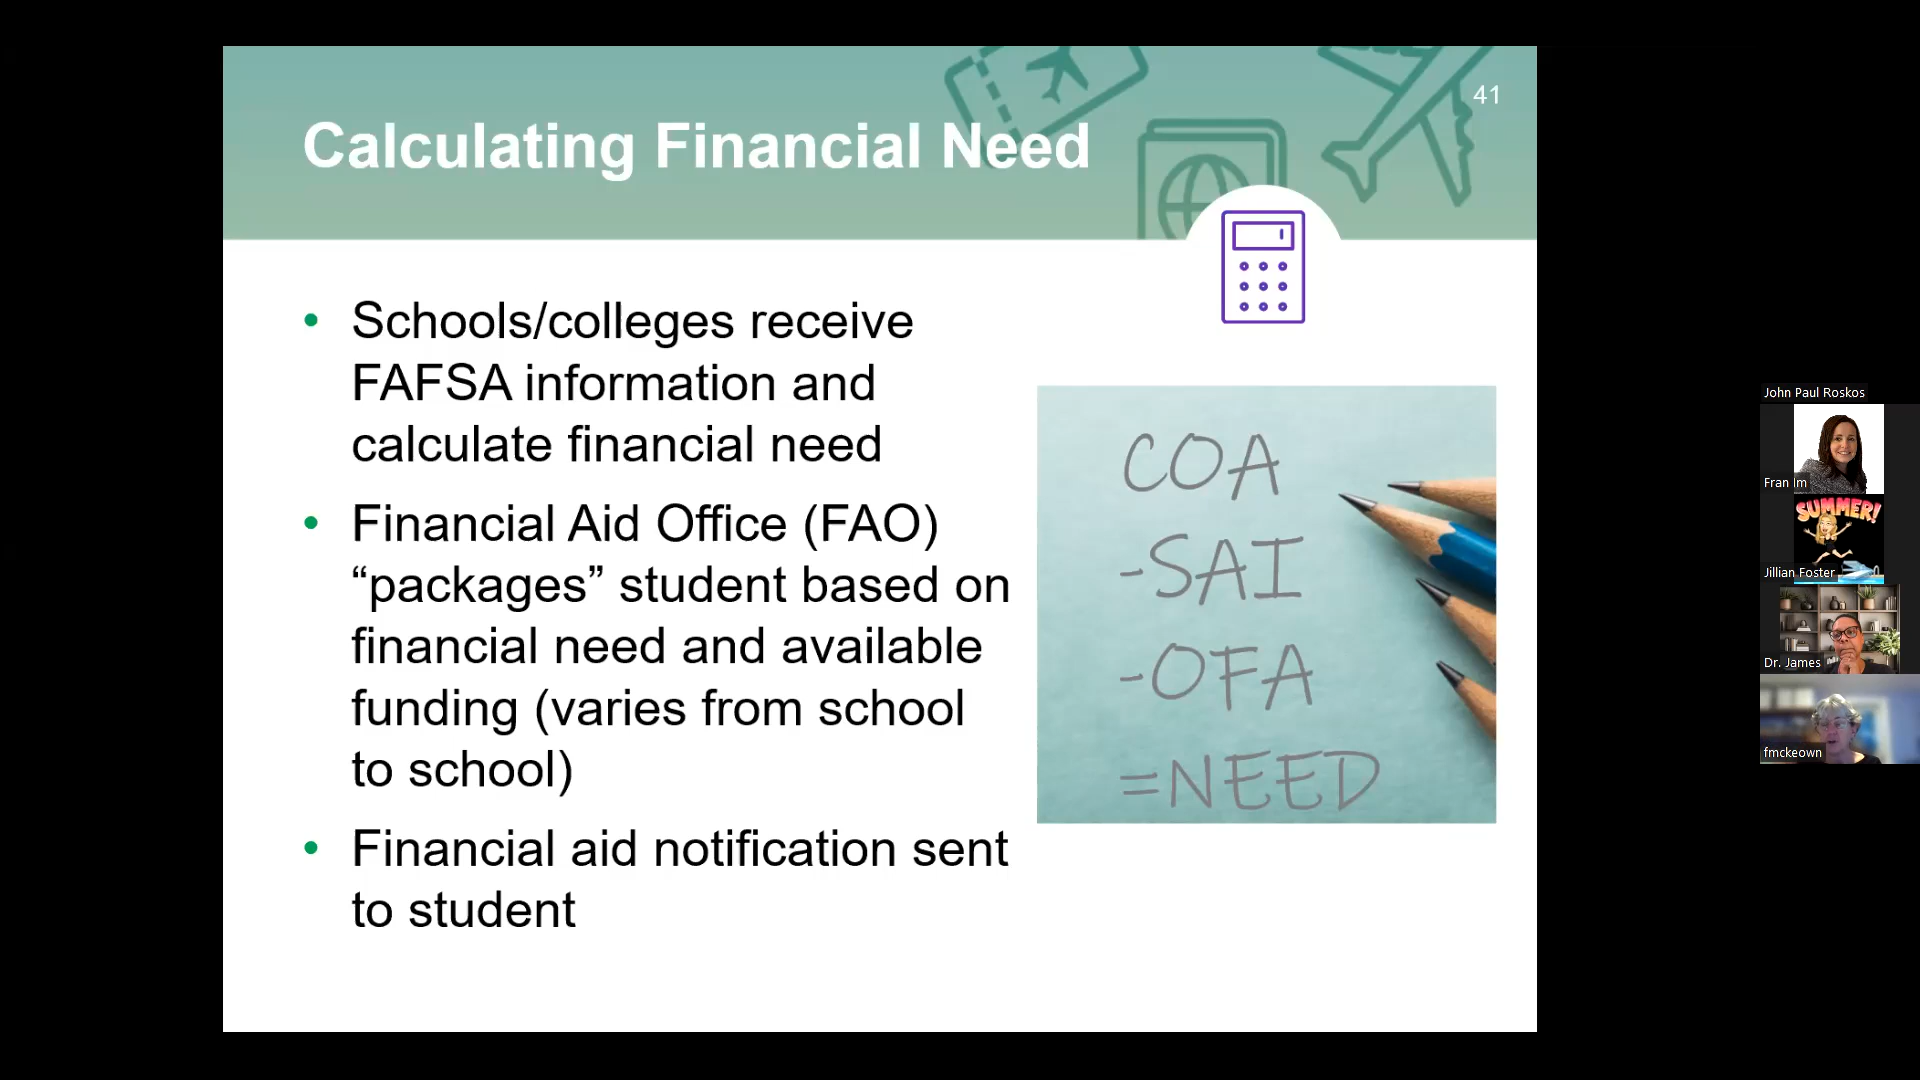 41
Calculating Financial Need
• Schools/colleges receive
FAFSA information and
calculate financial need
• Financial Aid Office (FAO)
“packages” student based on
financial need and available
funding (varies from school
to school)
• Financial aid notification sent
to student
COA
-SAI
-OFA
=NEED
John Paul Roskos
Fran Im
SUMMER!
Jillian Foster
Dr. James
fmckeown